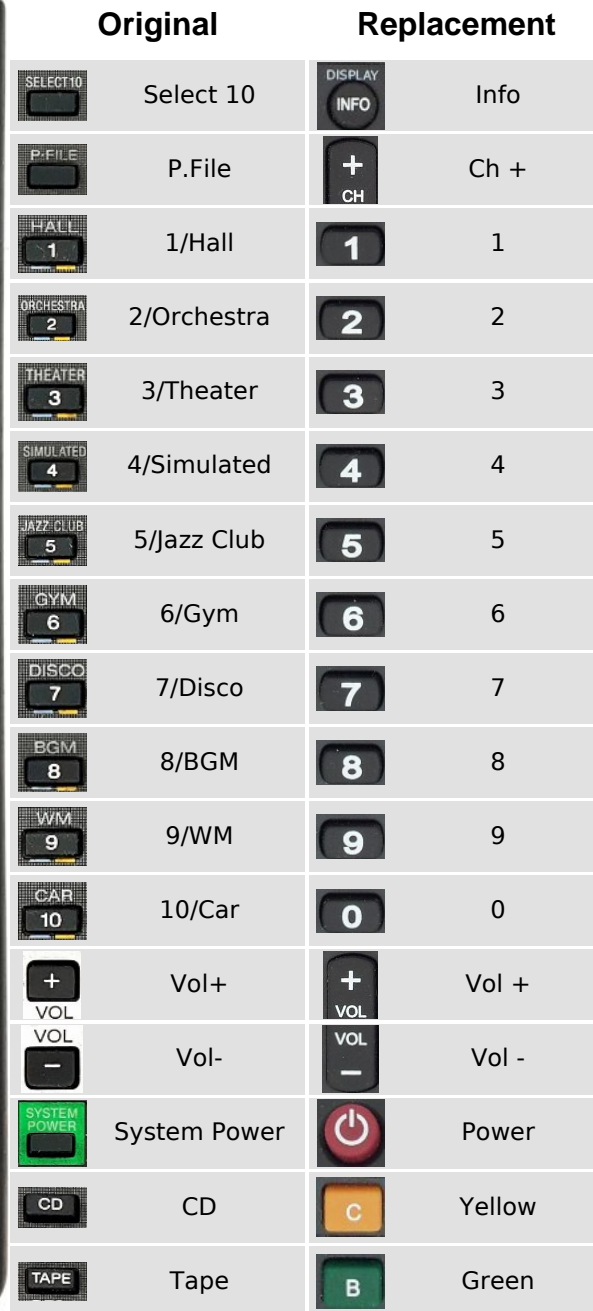 Original Replacement
SELECT10 Select 10 DISPLAY INFO Info
P·FILE P.File + CH Ch +
HALL 1 1/Hall 1 1
ORCHESTRA 2 2/Orchestra 2 2
THEATER 3 3/Theater 3 3
SIMULATED 4 4/Simulated 4 4
JAZZ CLUB 5 5/Jazz Club 5 5
GYM 6 6/Gym 6 6
DISCO 7 7/Disco 7 7
BGM 8 8/BGM 8 8
WM 9 9/WM 9 9
CAR 10 10/Car 0 0
+ VOL Vol+ + VOL Vol +
VOL − Vol- VOL − Vol -
SYSTEM POWER System Power Power
CD CD C Yellow
TAPE Tape B Green